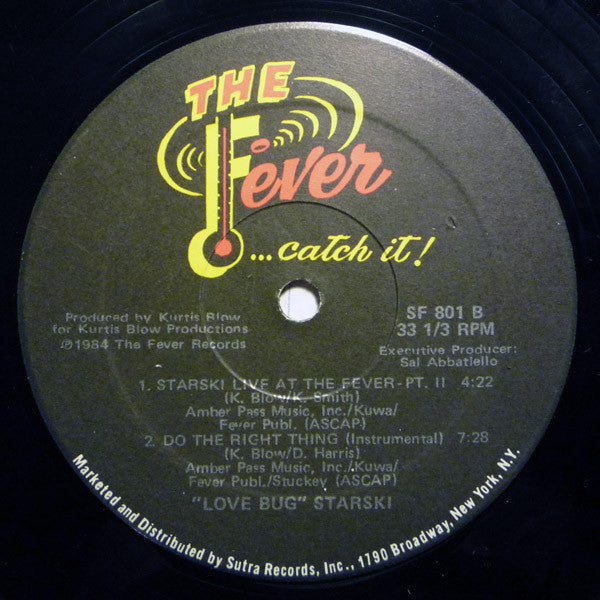 THE
Fever
...catch it!
Produced by Kurtis Blow
for Kurtis Blow Productions
℗1984 The Fever Records
SF 801 B
33 1/3 RPM
Executive Producer:
Sal Abbatiello
1. STARSKI LIVE AT THE FEVER-PT. II 4:22
(K. Blow/K. Smith)
Amber Pass Music, Inc./Kuwa/
Fever Publ. (ASCAP)
2. DO THE RIGHT THING (Instrumental) 7:28
(K. Blow/D. Harris)
Amber Pass Music, Inc./Kuwa/
Fever Publ./Stuckey (ASCAP)
"LOVE BUG" STARSKI
Marketed and Distributed by Sutra Records, Inc., 1790 Broadway, New York, N.Y.